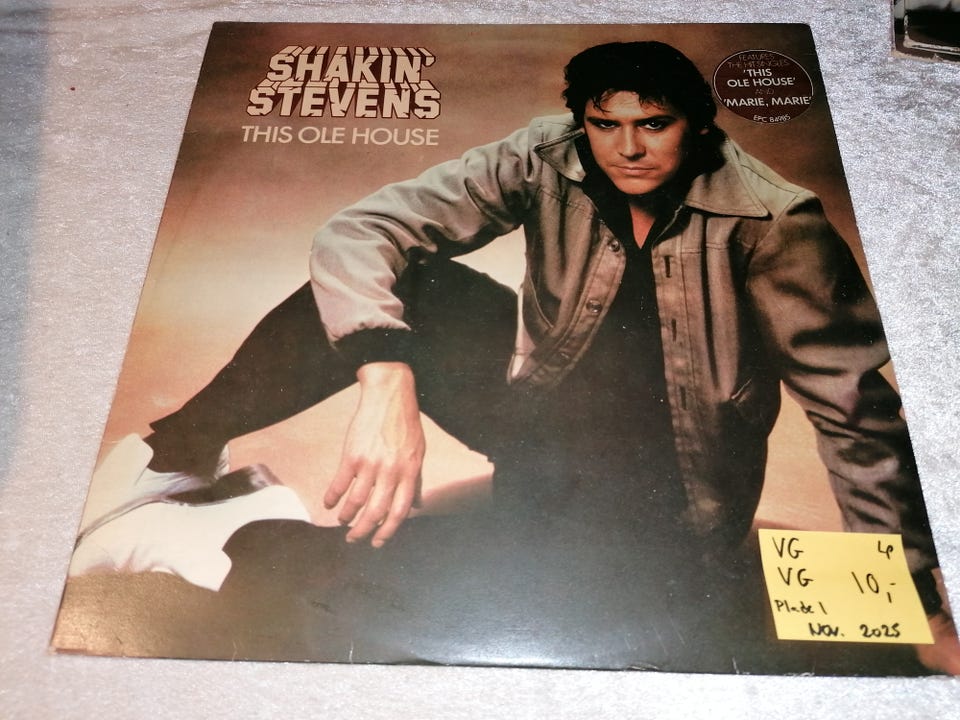 SHAKIN'
STEVENS
THIS OLE HOUSE
FEATURES
THE HIT SINGLES
'THIS
OLE HOUSE'
AND
'MARIE, MARIE'
EPC 84985
VG
VG 10,-
Plade 1
NOV. 2025